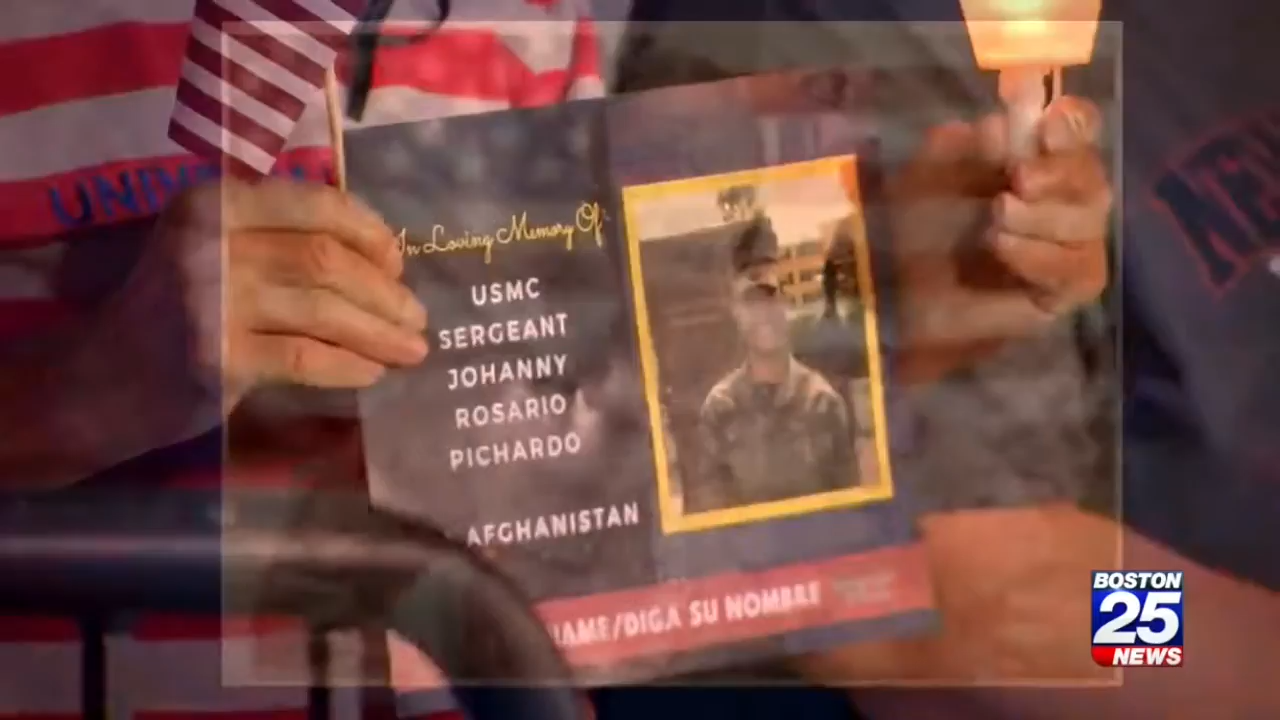 In Loving Memory Of:
USMC
SERGEANT
JOHANNY
ROSARIO
PICHARDO
AFGHANISTAN
NAME/DIGA SU NOMBRE
BOSTON
25
NEWS